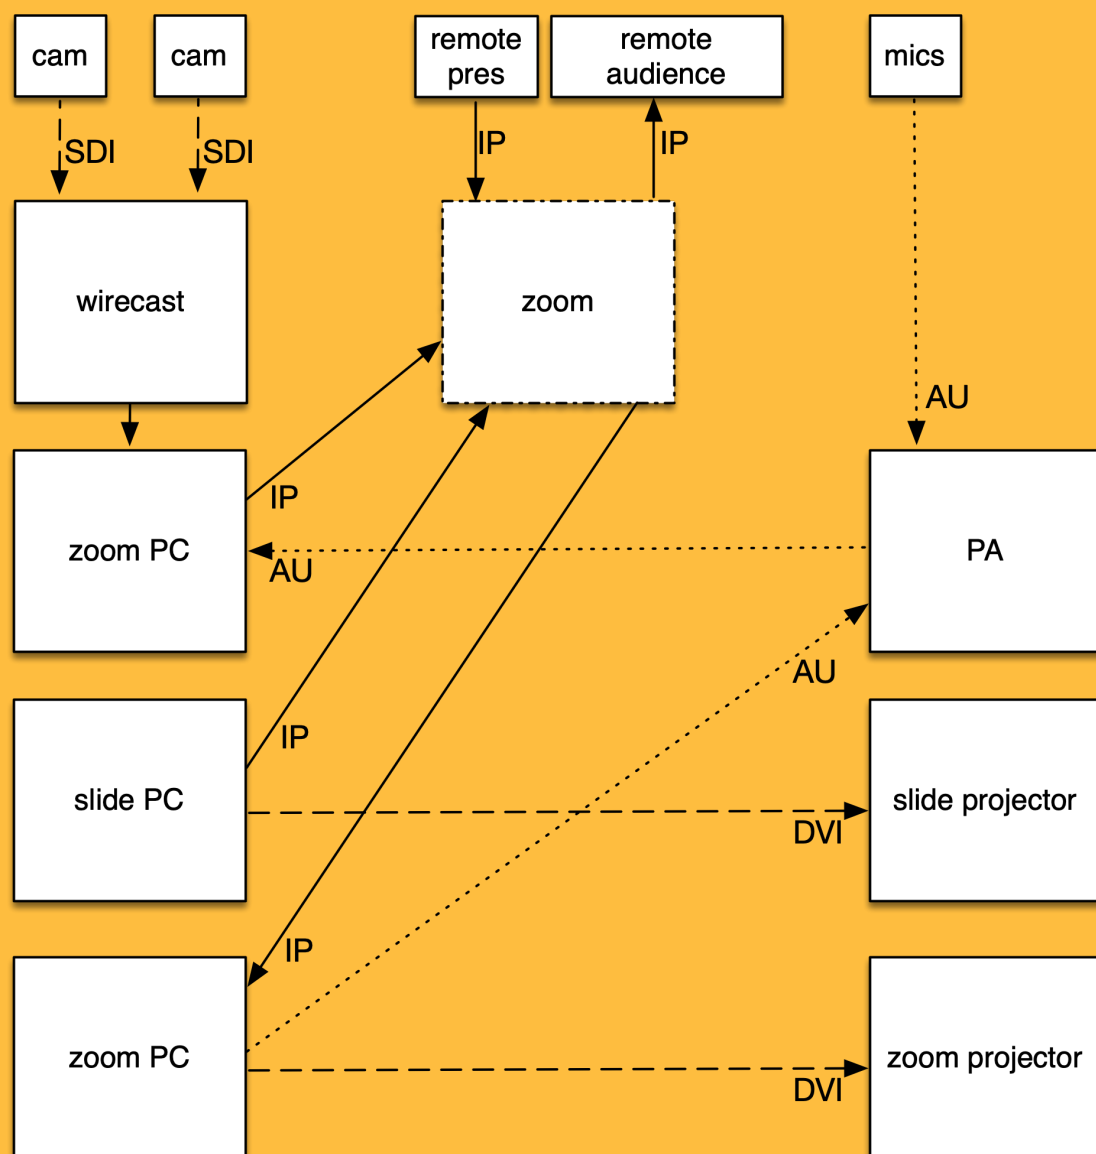 cam
cam
remote
pres
remote
audience
mics
SDI
SDI
IP
IP
wirecast
zoom
AU
IP
zoom PC
AU
PA
AU
IP
slide PC
DVI
slide projector
IP
zoom PC
DVI
zoom projector